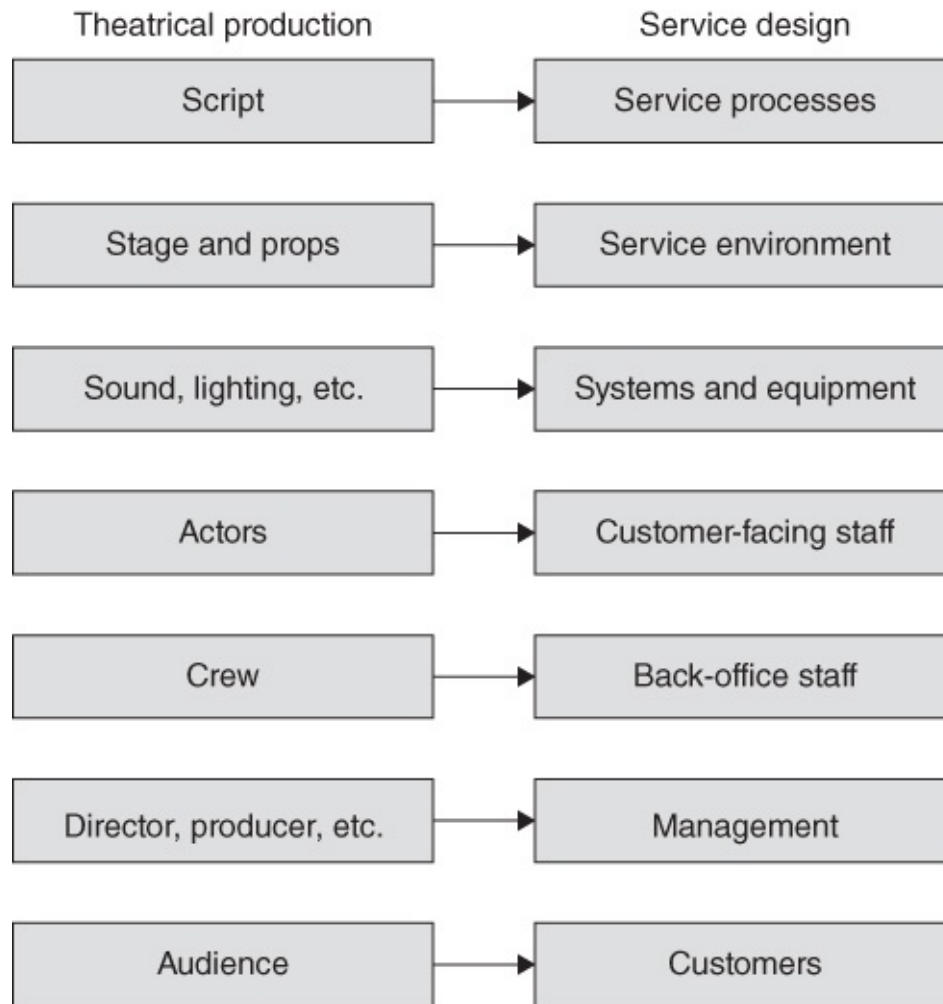 Theatrical production
Service design
Script
Service processes
Stage and props
Service environment
Sound, lighting, etc.
Systems and equipment
Actors
Customer-facing staff
Crew
Back-office staff
Director, producer, etc.
Management
Audience
Customers